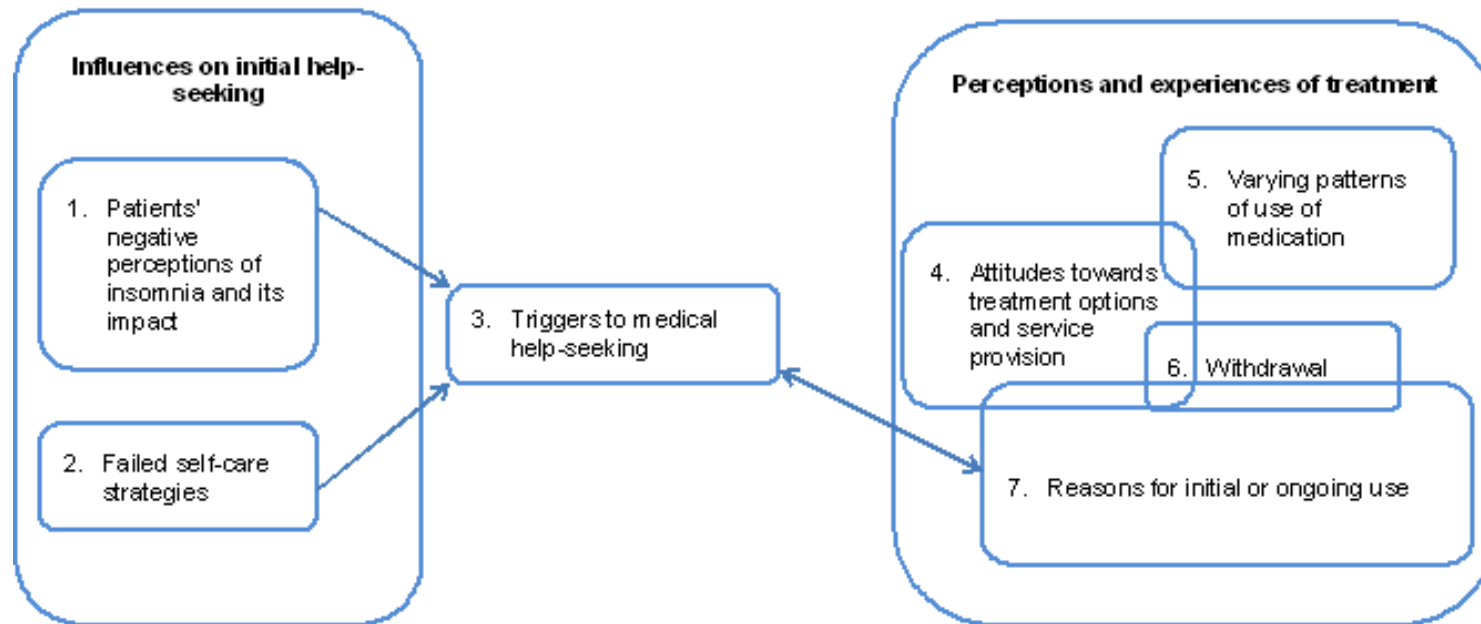 Influences on initial help-
seeking
1. Patients'
negative
perceptions of
insomnia and its
impact
2. Failed self-care
strategies
3. Triggers to medical
help-seeking
Perceptions and experiences of treatment
5. Varying patterns
of use of
medication
4. Attitudes towards
treatment options
and service
provision
6. Withdrawal
7. Reasons for initial or ongoing use